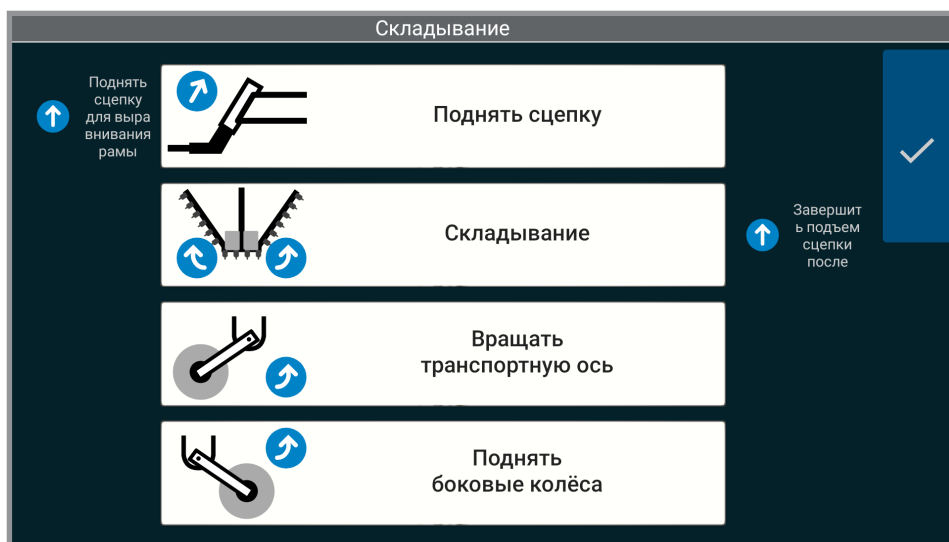 Складывание
Поднять
сцепку
для выра
внивания
рамы
Поднять сцепку
Складывание
Завершит
ь подъем
сцепки
после
Вращать
транспортную ось
Поднять
боковые колёса